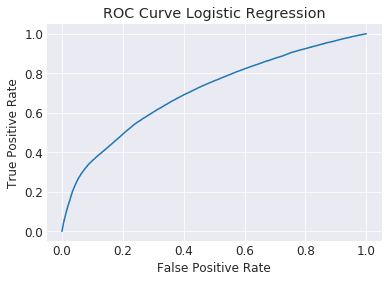 ROC Curve Logistic Regression
True Positive Rate
1.0
0.8
0.6
0.4
0.2
0.0
0.0 0.2 0.4 0.6 0.8 1.0
False Positive Rate